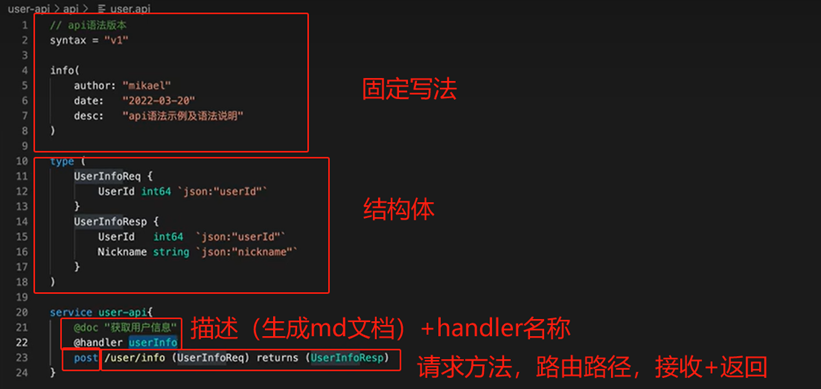 user-api > api > user.api
1 // api语法版本
2 syntax = "v1"
3
4 info(
5 author: "mikael"
6 date: "2022-03-20"
7 desc: "api语法示例及语法说明"
8 )
9
固定写法
10 type (
11 UserInfoReq {
12 UserId int64 `json:"userId"`
13 }
14 UserInfoResp {
15 UserId int64 `json:"userId"`
16 Nickname string `json:"nickname"`
17 }
18 )
结构体
19
20 service user-api{
21 @doc "获取用户信息"
22 @handler userInfo
描述（生成md文档）+handler名称
23 post /user/info (UserInfoReq) returns (UserInfoResp)
请求方法，路由路径，接收+返回
24 }